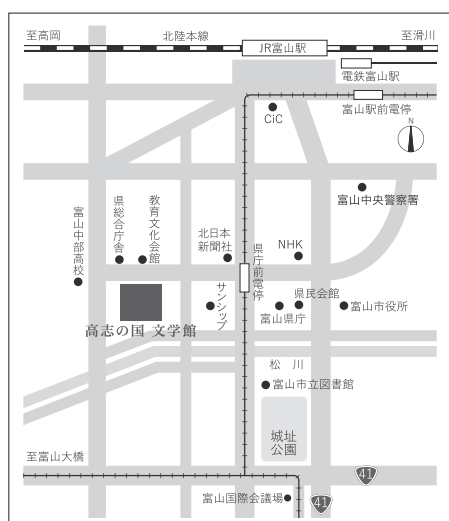 至高岡
北陸本線
JR富山駅
至滑川
電鉄富山駅
富山駅前電停
CiC
N
富山中央警察署
富山中部高校
県総合庁舎
教育文化会館
北日本
新聞社
県庁前電停
NHK
サンシップ
県民会館
富山県庁
富山市役所
高志の国 文学館
松 川
富山市立図書館
城址
公園
至富山大橋
41
富山国際会議場
41